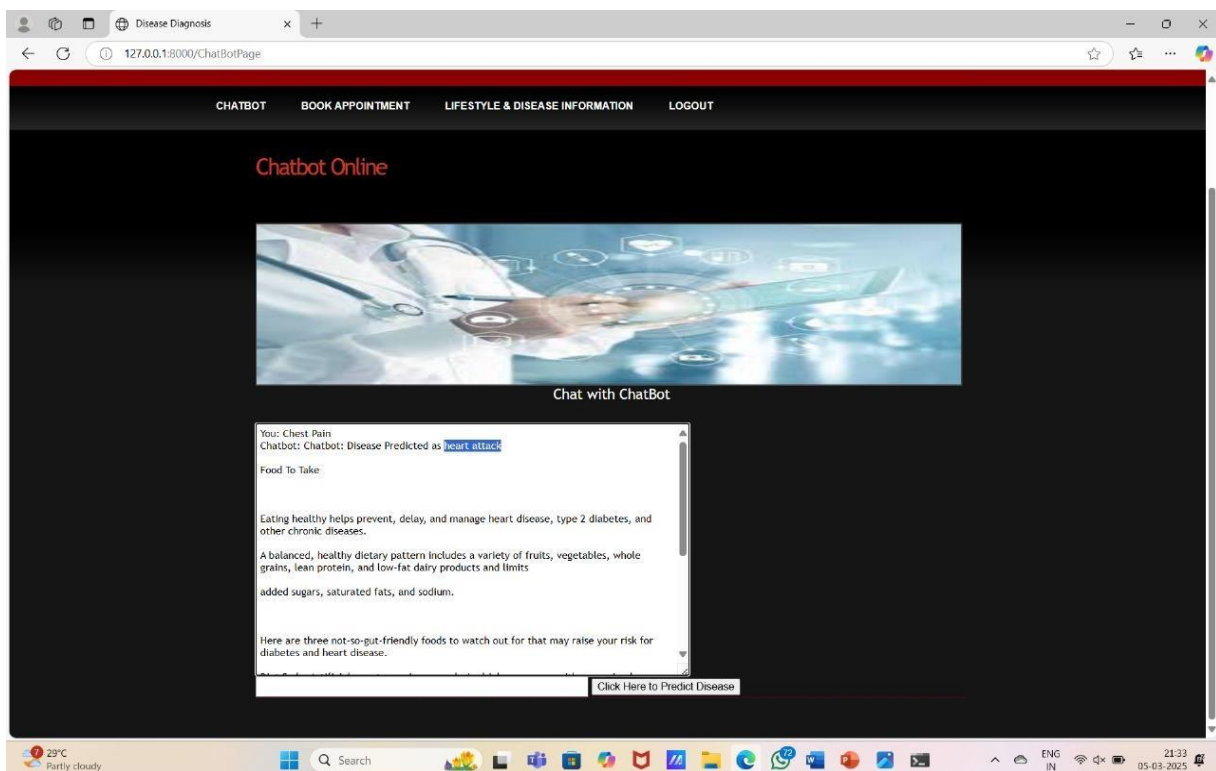 Disease Diagnosis
127.0.0.1:8000/ChatBotPage
CHATBOT BOOK APPOINTMENT LIFESTYLE & DISEASE INFORMATION LOGOUT
Chatbot Online
Chat with ChatBot
You: Chest Pain
Chatbot: Chatbot: Disease Predicted as heart attack
Food To Take
Eating healthy helps prevent, delay, and manage heart disease, type 2 diabetes, and
other chronic diseases.
A balanced, healthy dietary pattern includes a variety of fruits, vegetables, whole
grains, lean protein, and low-fat dairy products and limits
added sugars, saturated fats, and sodium.
Here are three not-so-gut-friendly foods to watch out for that may raise your risk for
diabetes and heart disease.
Click Here to Predict Disease
7
29°C
Partly cloudy
Search
72
ENG
IN
21:33
05-03-2025